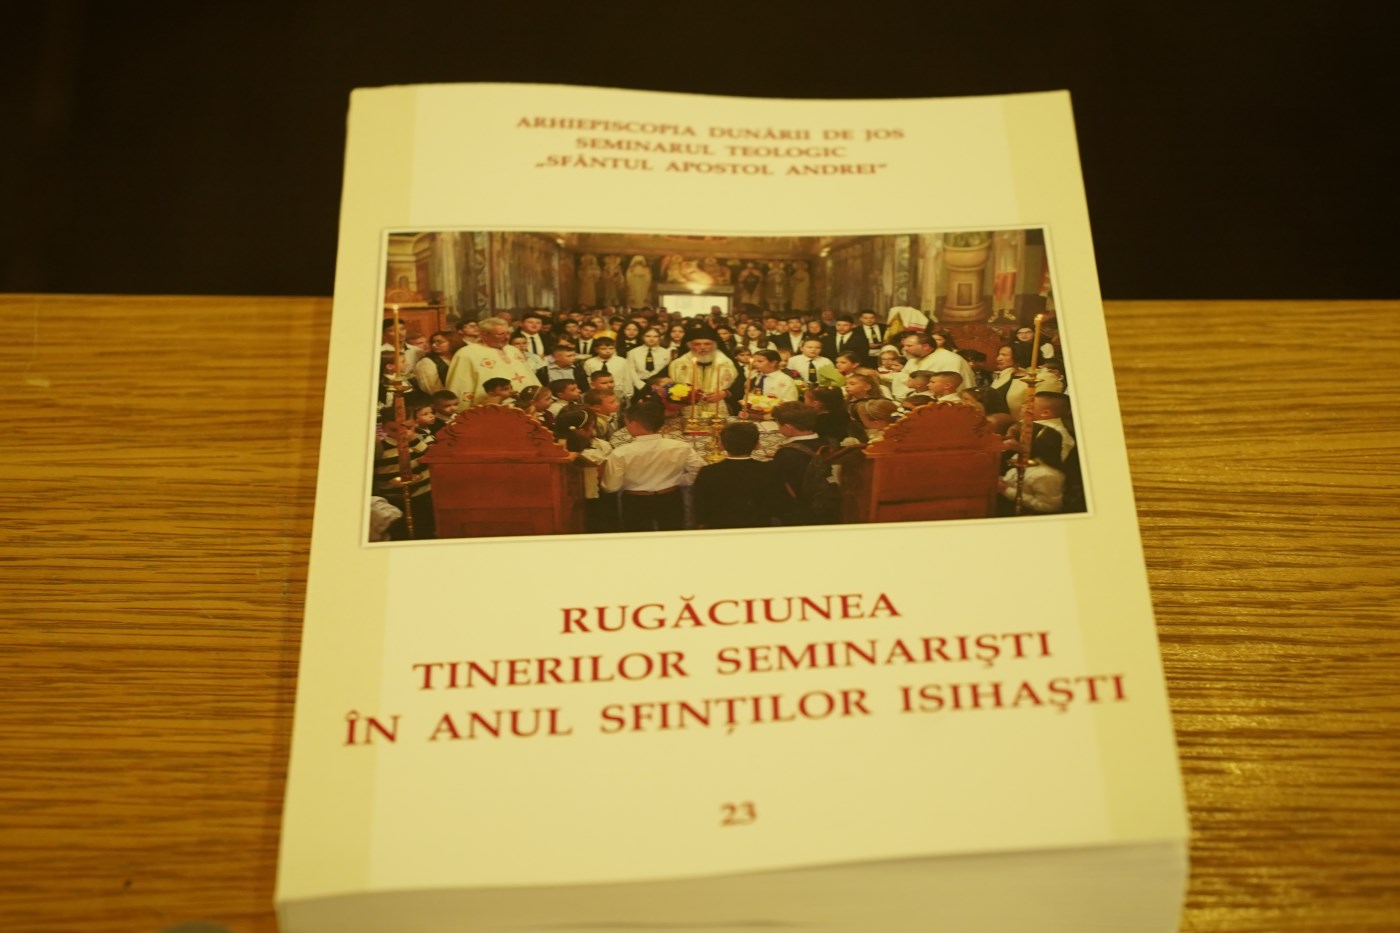 ARHIEPISCOPIA DUNĂRII DE JOS
SEMINARUL TEOLOGIC
„SFÂNTUL APOSTOL ANDREI”
RUGĂCIUNEA
TINERILOR SEMINARIŞTI
ÎN ANUL SFINŢILOR ISIHAŞTI
23